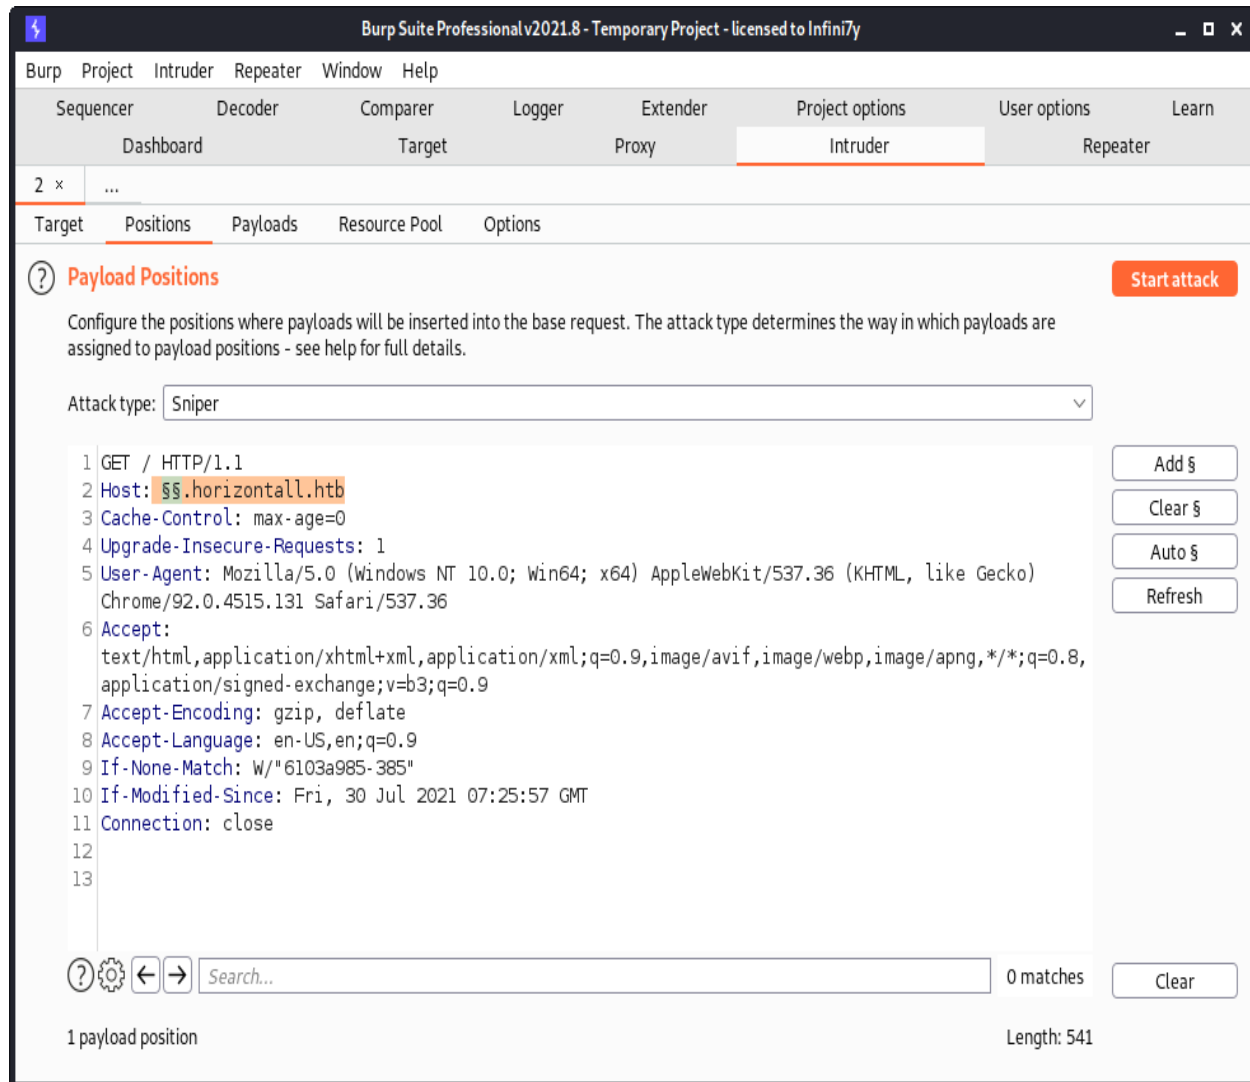 Burp Suite Professional v2021.8 - Temporary Project - licensed to Infini7y
Burp Project Intruder Repeater Window Help
Sequencer Decoder Comparer Logger Extender Project options User options Learn
Dashboard Target Proxy Intruder Repeater
2 × ...
Target Positions Payloads Resource Pool Options
? Payload Positions Start attack
Configure the positions where payloads will be inserted into the base request. The attack type determines the way in which payloads are
assigned to payload positions - see help for full details.
Attack type: Sniper
1 GET / HTTP/1.1 Add §
2 Host: §§.horizontall.htb Clear §
3 Cache-Control: max-age=0
4 Upgrade-Insecure-Requests: 1 Auto §
5 User-Agent: Mozilla/5.0 (Windows NT 10.0; Win64; x64) AppleWebKit/537.36 (KHTML, like Gecko)
Chrome/92.0.4515.131 Safari/537.36 Refresh
6 Accept:
text/html,application/xhtml+xml,application/xml;q=0.9,image/avif,image/webp,image/apng,*/*;q=0.8,
application/signed-exchange;v=b3;q=0.9
7 Accept-Encoding: gzip, deflate
8 Accept-Language: en-US,en;q=0.9
9 If-None-Match: W/"6103a985-385"
10 If-Modified-Since: Fri, 30 Jul 2021 07:25:57 GMT
11 Connection: close
12
13
? Search... 0 matches Clear
1 payload position Length: 541